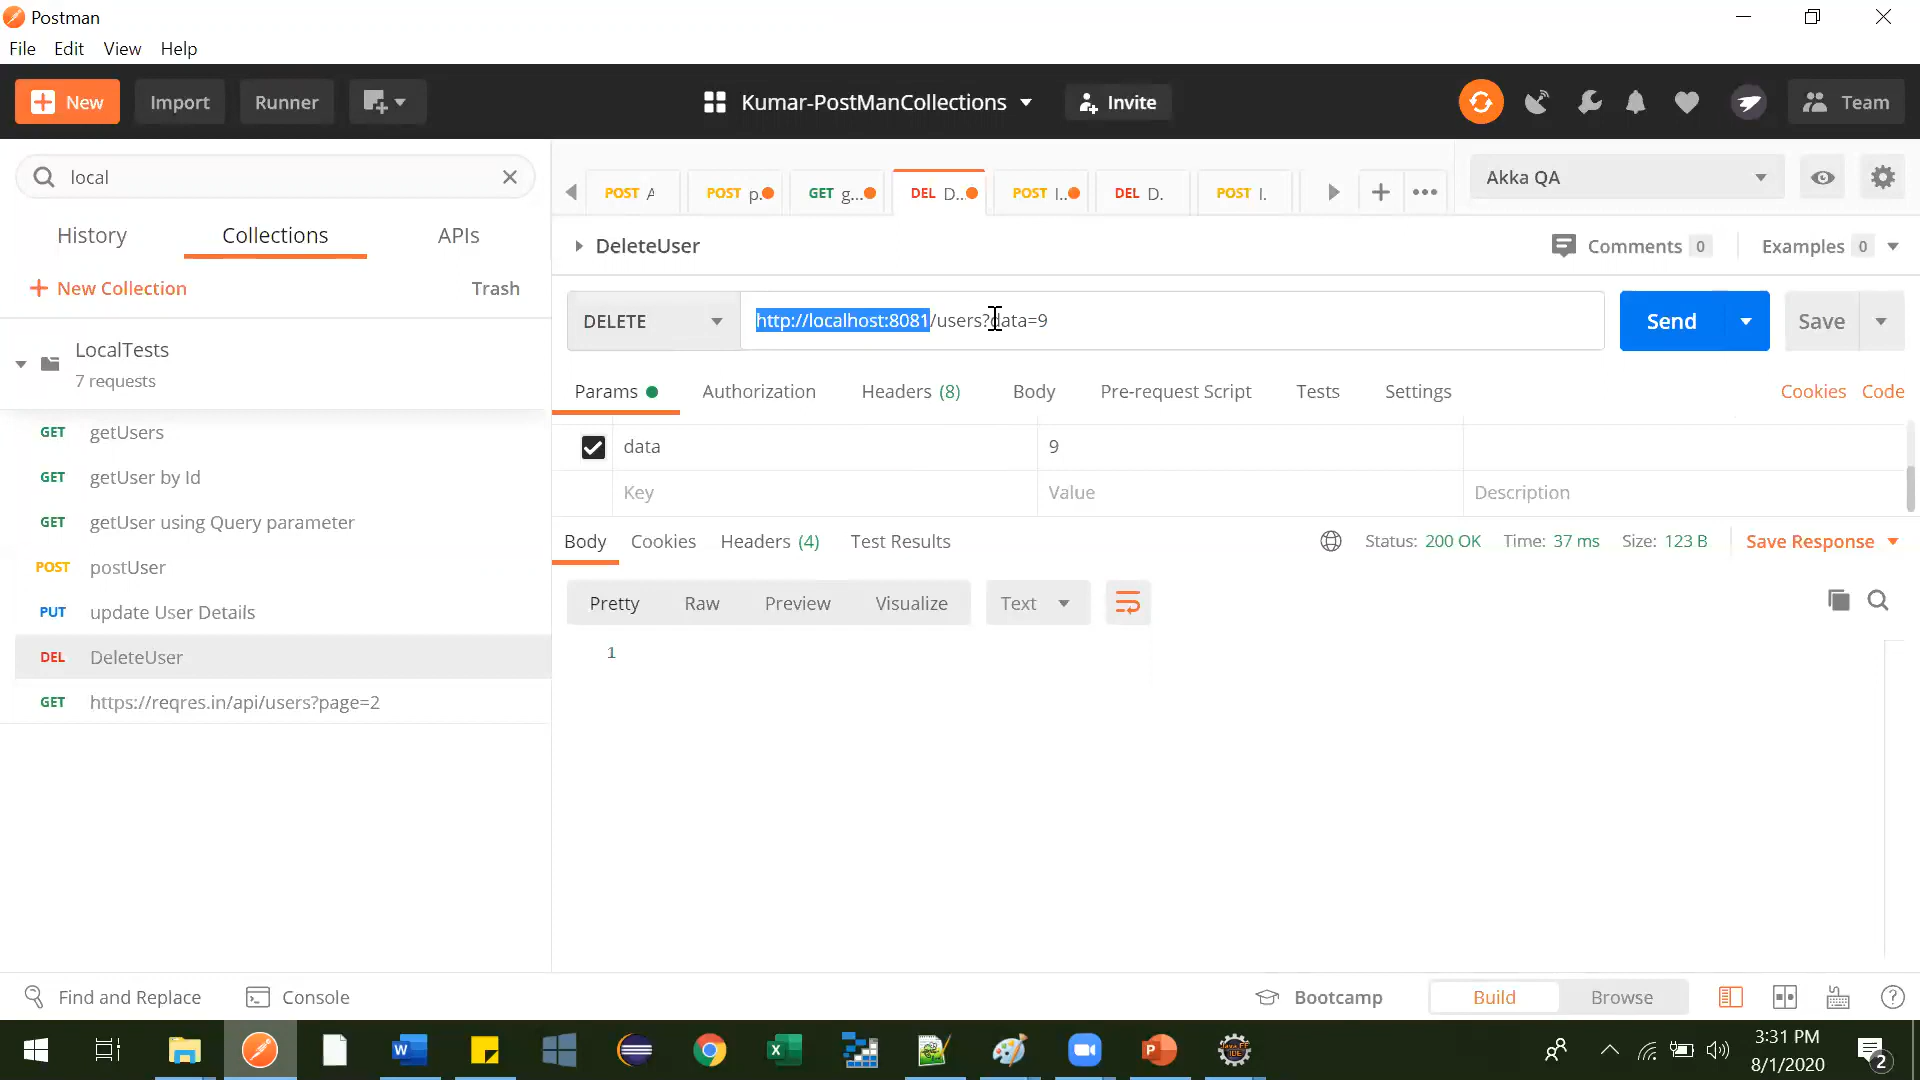 Postman
File Edit View Help
New Import Runner Kumar-PostManCollections Invite Team
local
History Collections APIs
New Collection Trash
LocalTests
7 requests
GET getUsers
GET getUser by Id
GET getUser using Query parameter
POST postUser
PUT update User Details
DEL DeleteUser
GET https://reqres.in/api/users?page=2
POST A POST p. GET g... DEL D... POST I.. DEL D. POST I.
Akka QA
DeleteUser Comments 0 Examples 0
DELETE http://localhost:8081/users?data=9 Send Save
Params Authorization Headers (8) Body Pre-request Script Tests Settings Cookies Code
data 9
Key Value Description
Body Cookies Headers (4) Test Results Status: 200 OK Time: 37 ms Size: 123 B Save Response
Pretty Raw Preview Visualize Text
1
Find and Replace Console Bootcamp Build Browse
3:31 PM
8/1/2020
2